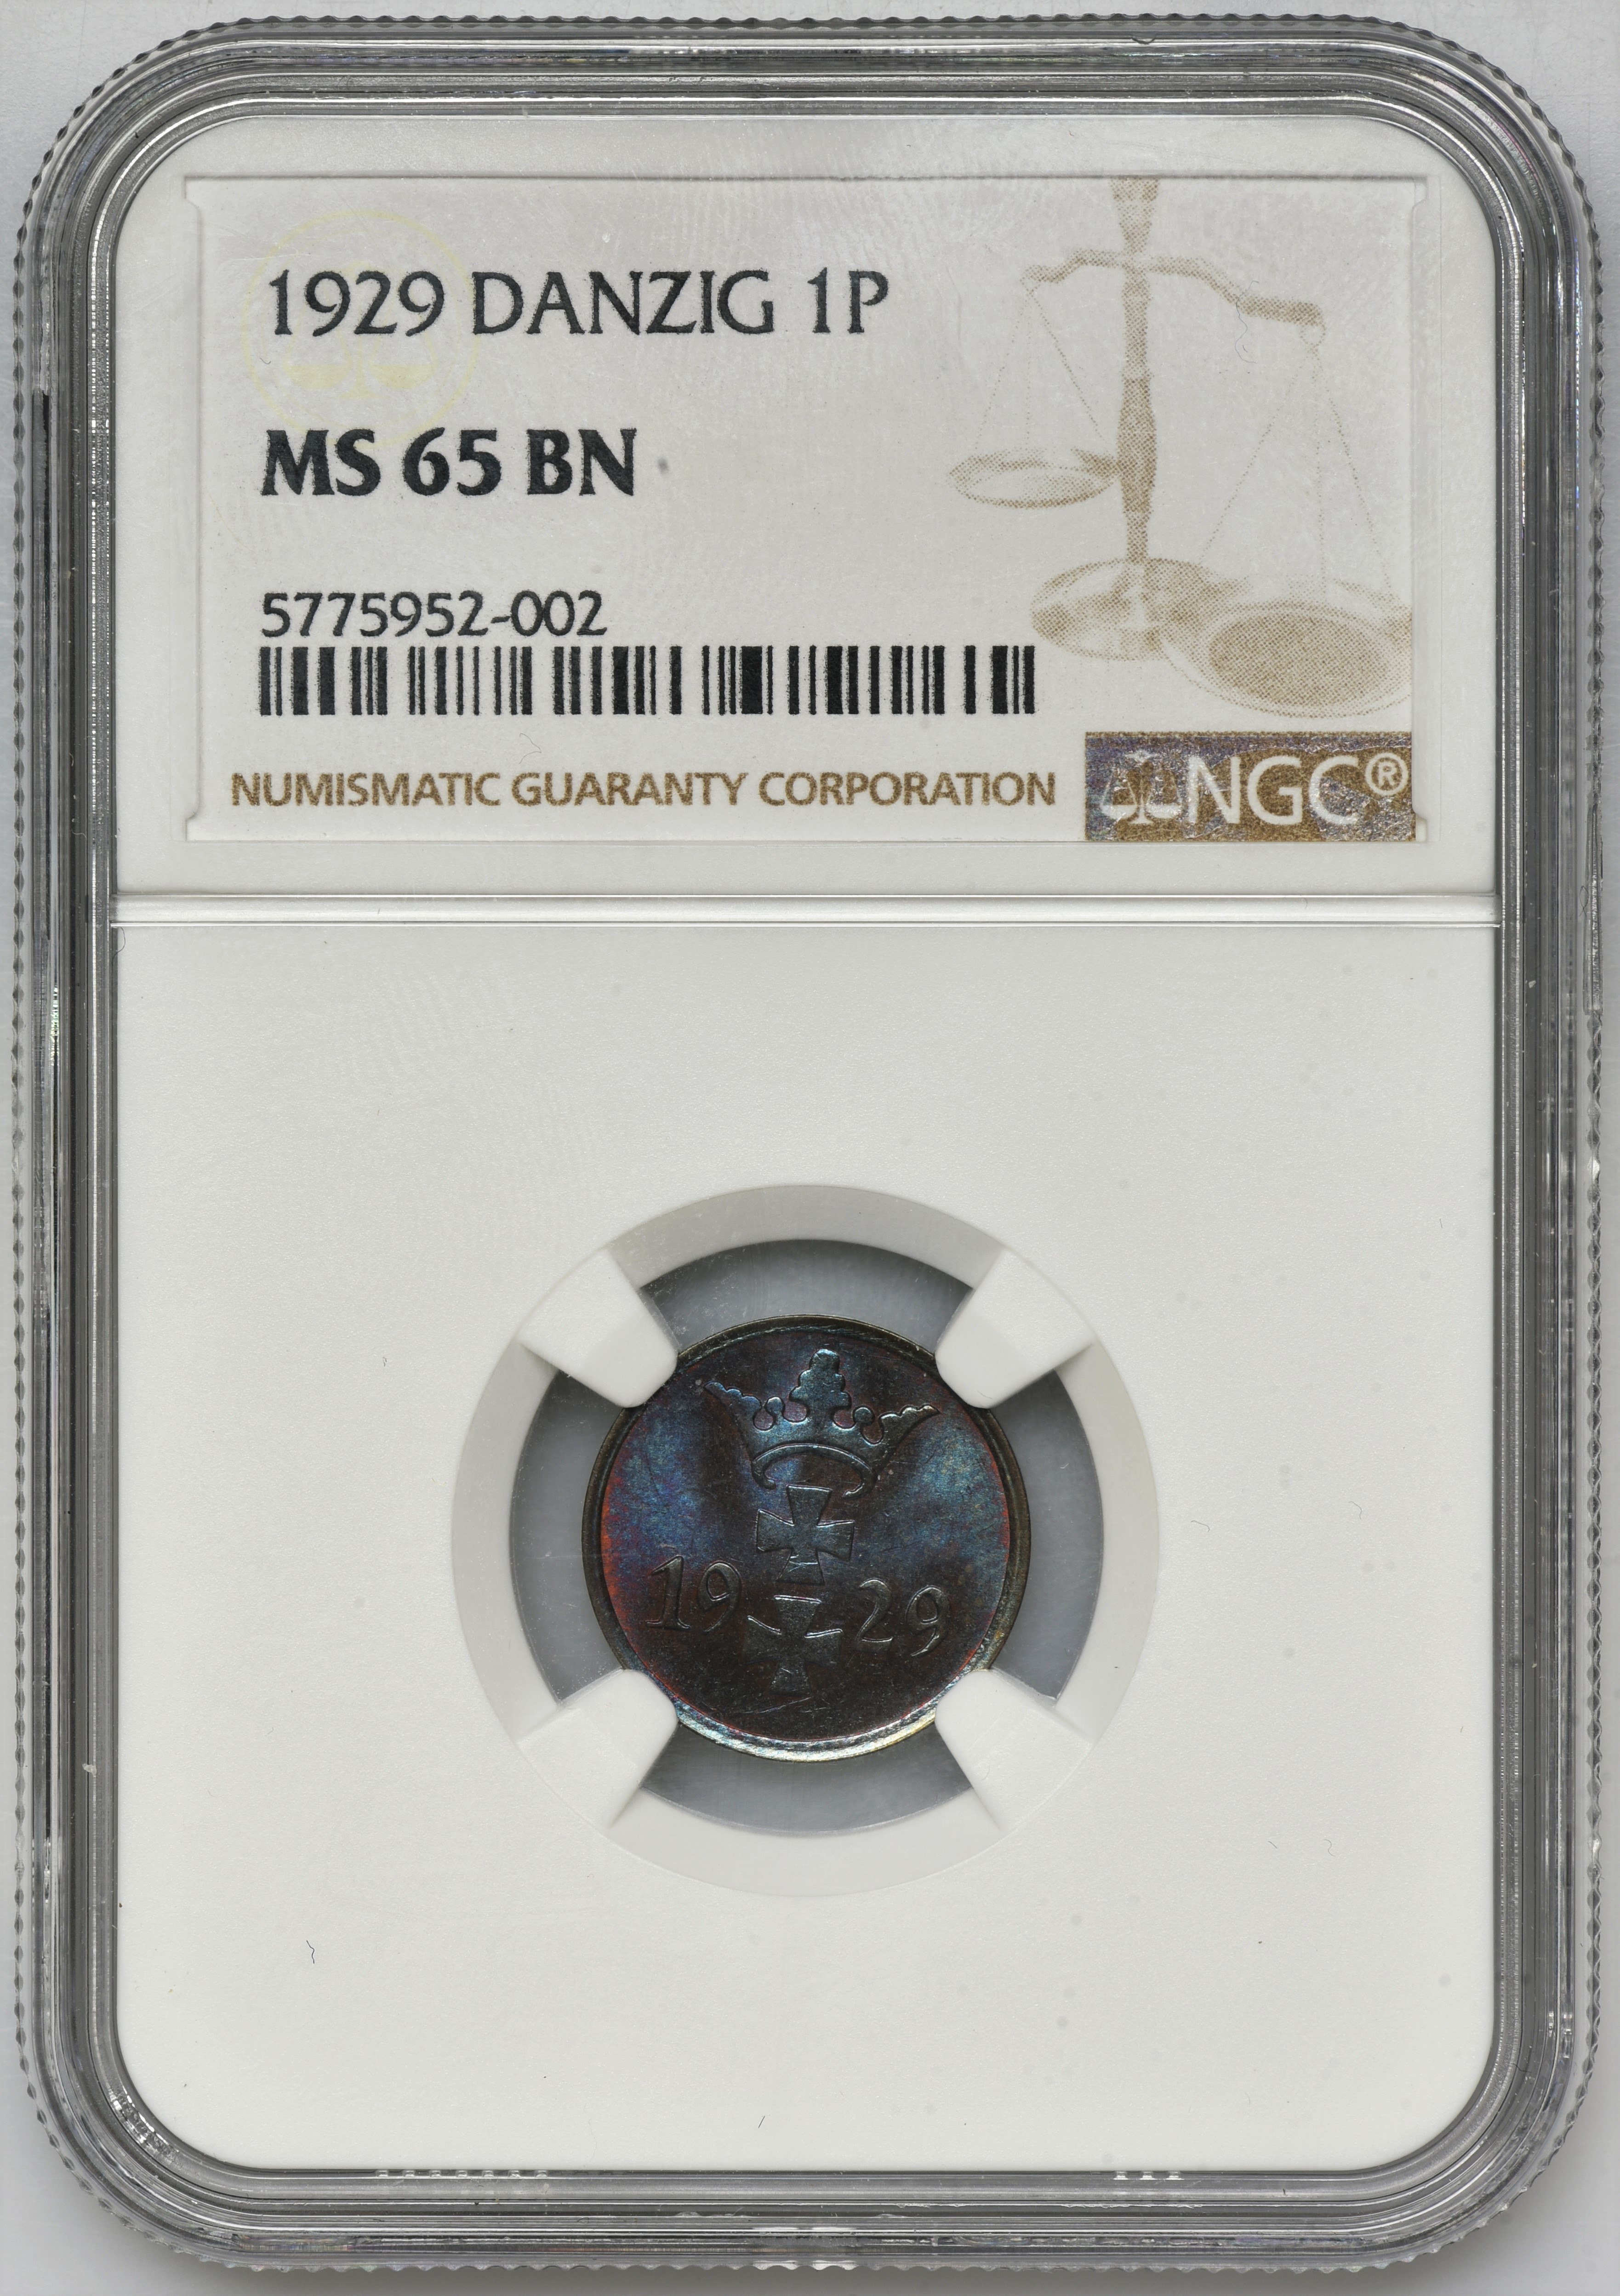 1929 DANZIG 1P
MS 65 BN
5775952-002
NUMISMATIC GUARANTY CORPORATION
NGC®
19 29